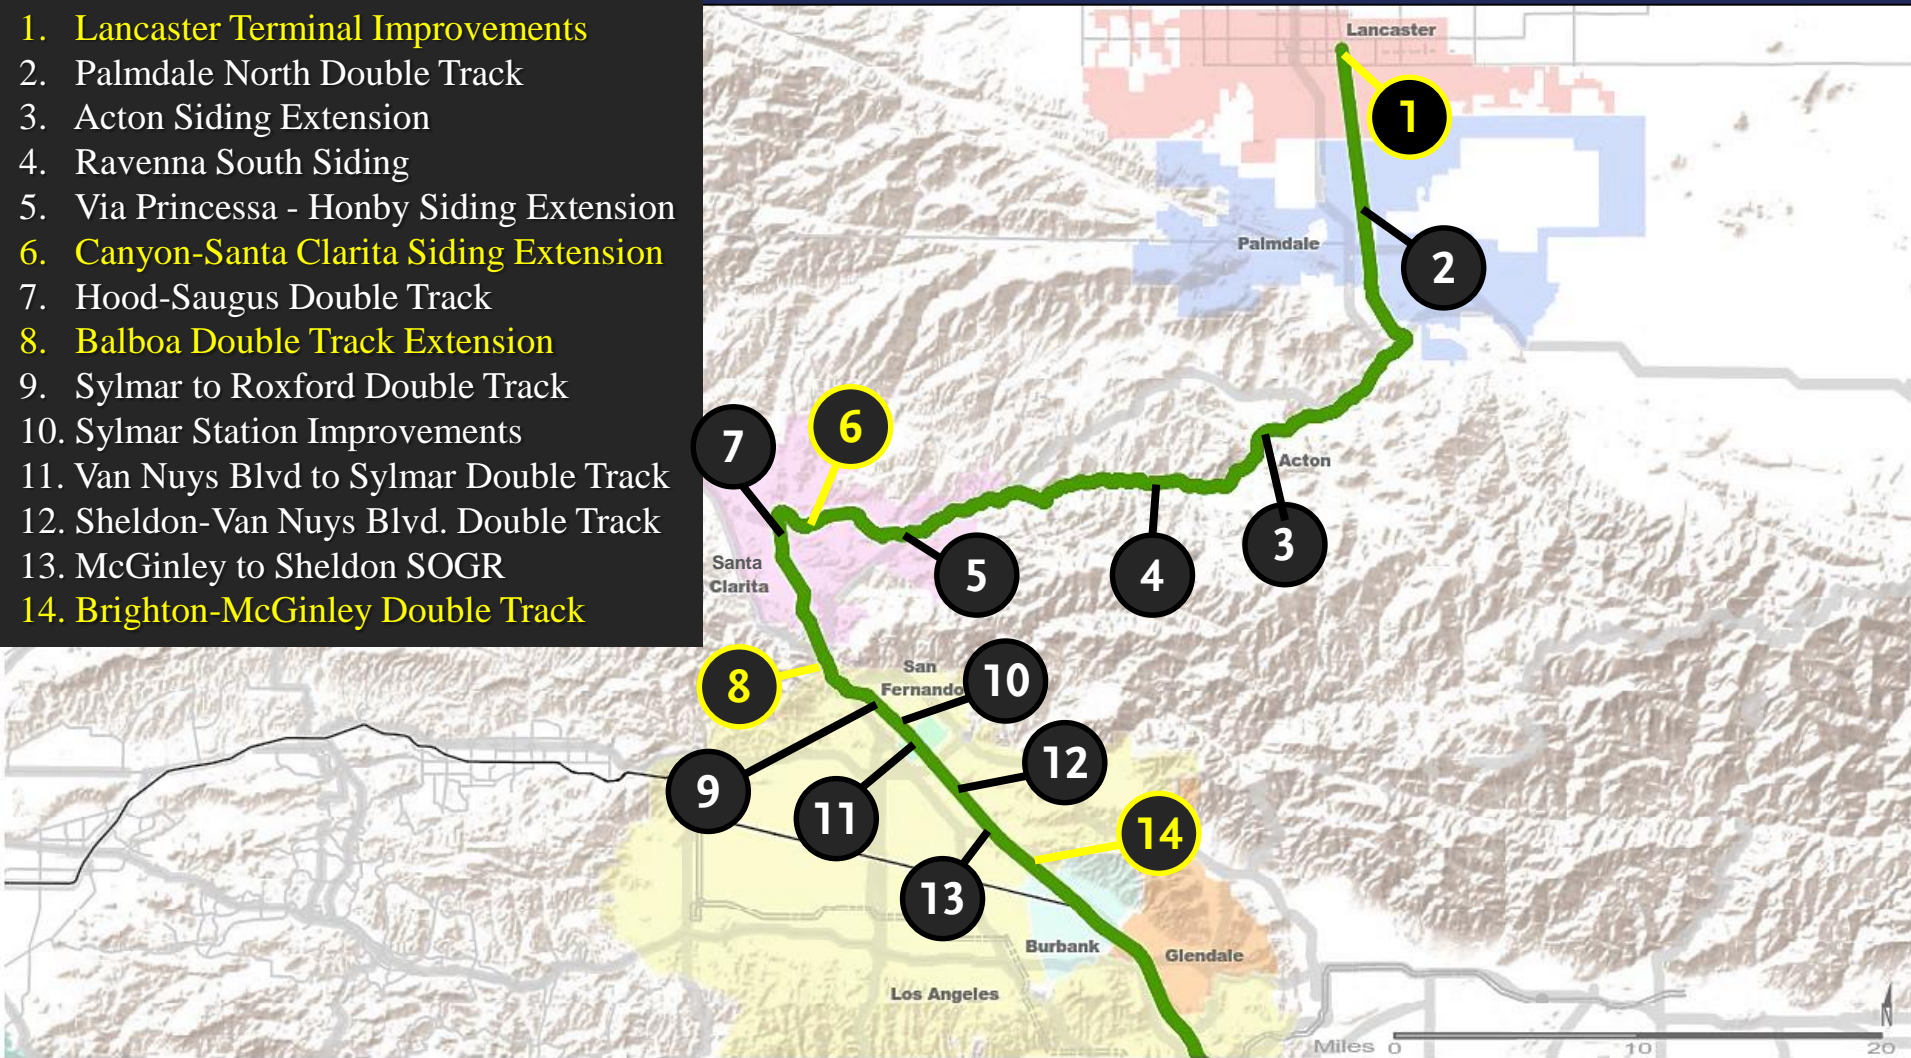 1. Lancaster Terminal Improvements
2. Palmdale North Double Track
3. Acton Siding Extension
4. Ravenna South Siding
5. Via Princessa - Honby Siding Extension
6. Canyon-Santa Clarita Siding Extension
7. Hood-Saugus Double Track
8. Balboa Double Track Extension
9. Sylmar to Roxford Double Track
10. Sylmar Station Improvements
11. Van Nuys Blvd to Sylmar Double Track
12. Sheldon-Van Nuys Blvd. Double Track
13. McGinley to Sheldon SOGR
14. Brighton-McGinley Double Track
Lancaster
1
Palmdale
2
6
7
Acton
3
5
4
Santa
Clarita
San
Fernando
10
8
12
9
11
14
13
Burbank
Glendale
Los Angeles
N
Miles 0 10 20